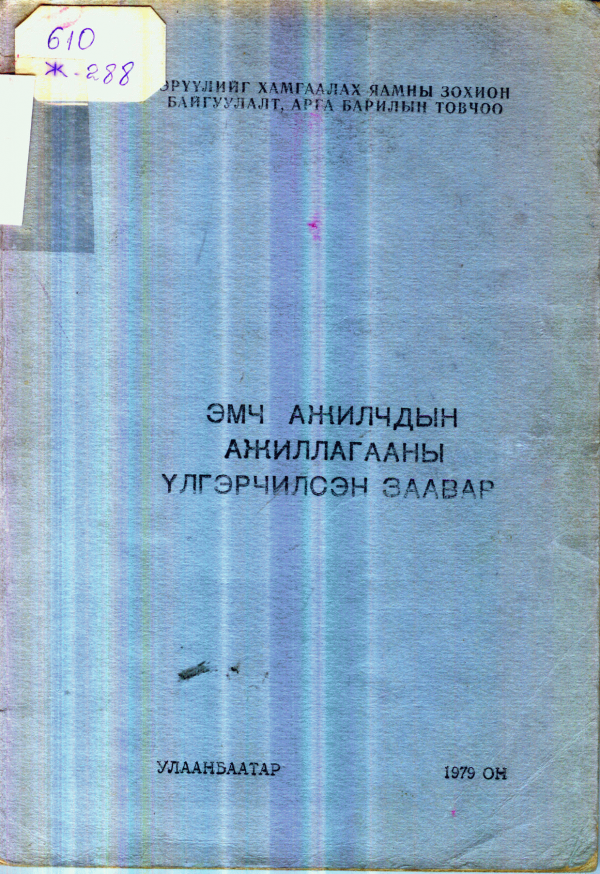 610
Ж-288
ЭРҮҮЛИЙГ ХАМГААЛАХ ЯАМНЫ ЗОХИОН
БАЙГУУЛАЛТ, АРГА БАРИЛЫН ТОВЧОО
ЭМЧ АЖИЛЧДЫН
АЖИЛЛАГААНЫ
ҮЛГЭРЧИЛСЭН ЗААВАР
УЛААНБААТАР 1979 ОН